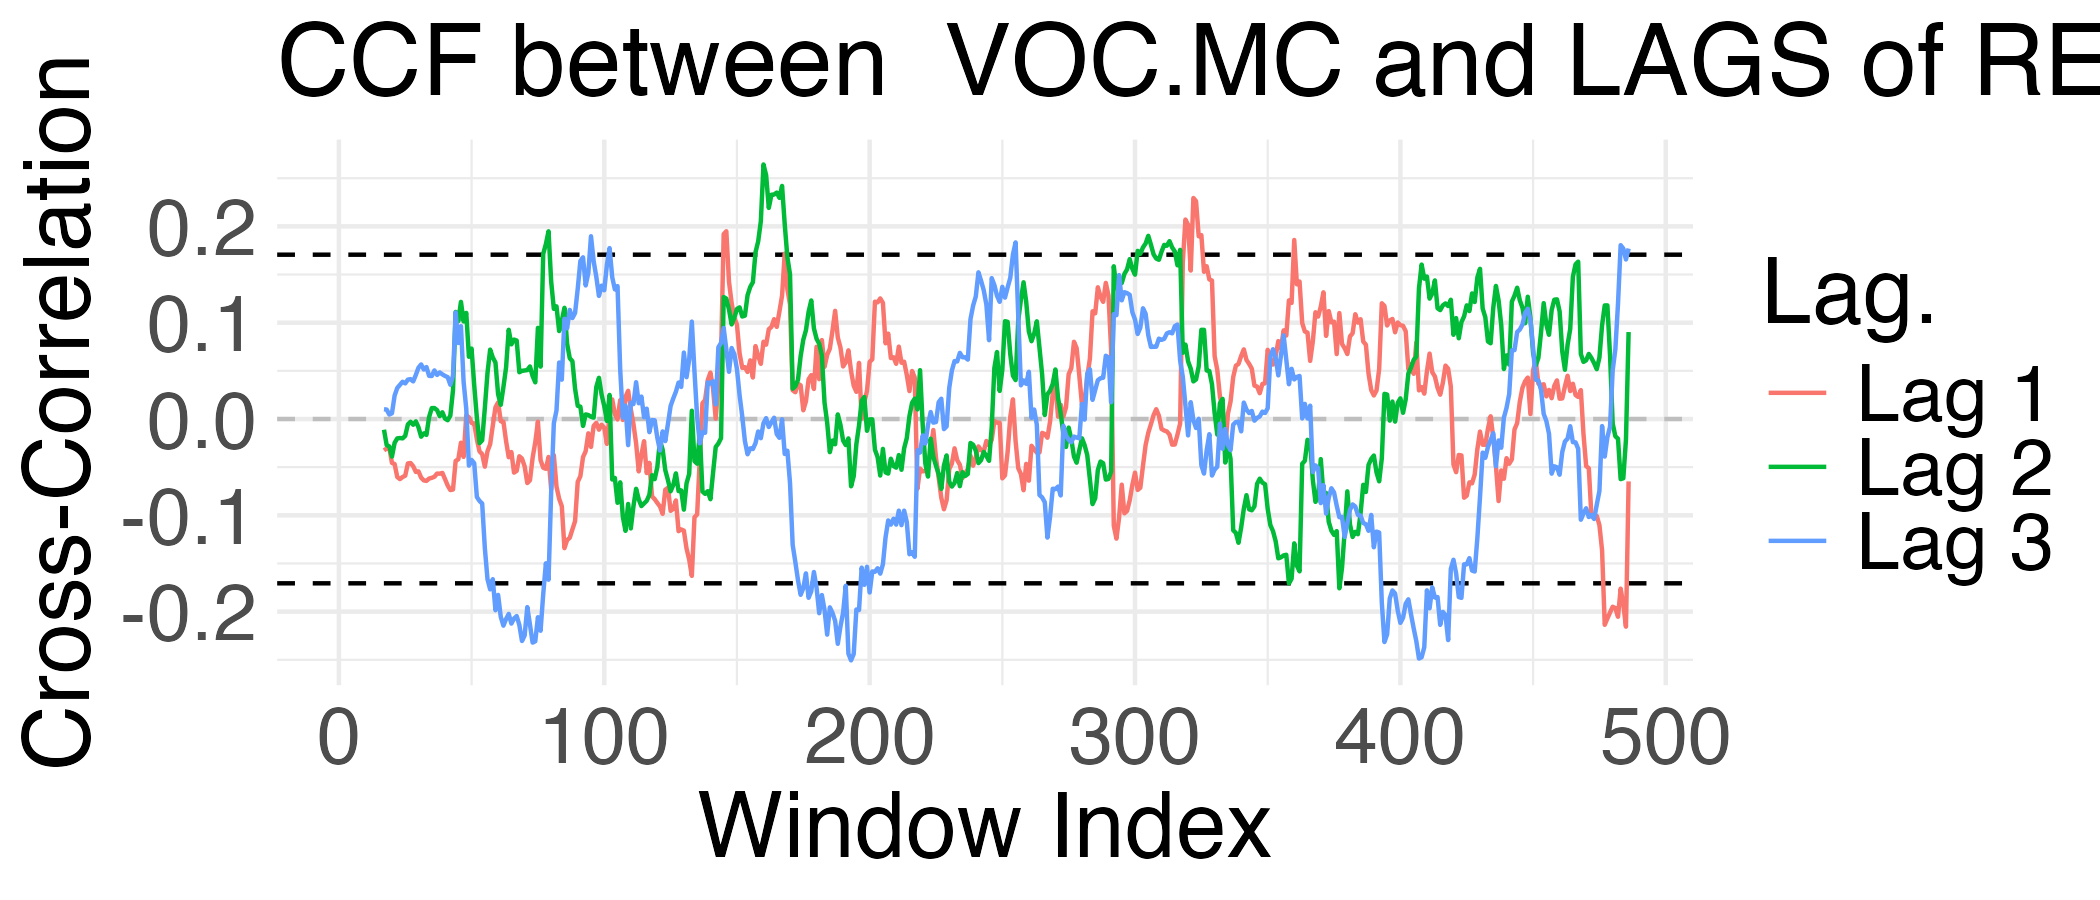 CCF between  VOC.MC and LAGS of RE
Cross-Correlation
0.2
0.1
0.0
-0.1
-0.2
0 100 200 300 400 500
Window Index
Lag.
Lag 1
Lag 2
Lag 3